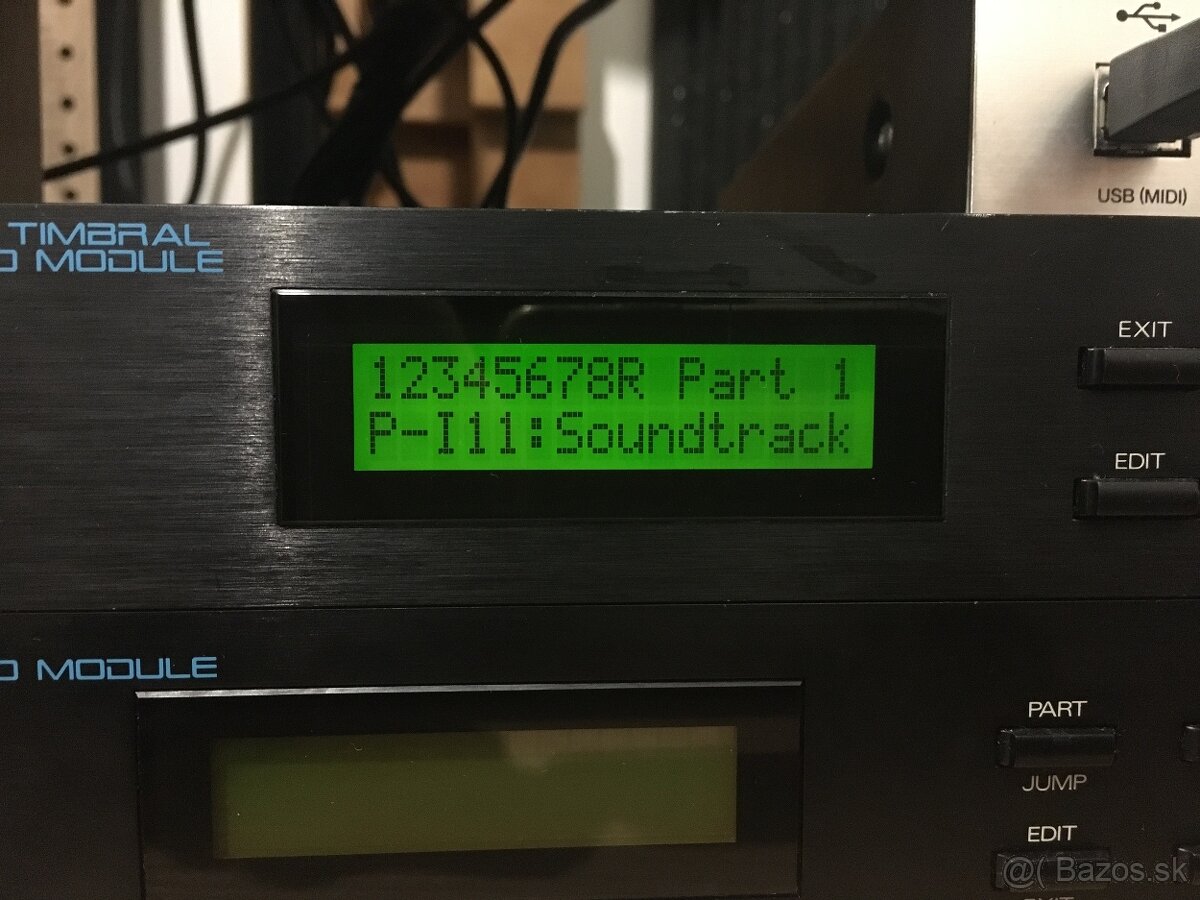 USB (MIDI)
TIMBRAL
MODULE
EXIT
12345678R Part 1
P-I11:Soundtrack
EDIT
MODULE
PART
JUMP
EDIT
@( Bazos.sk